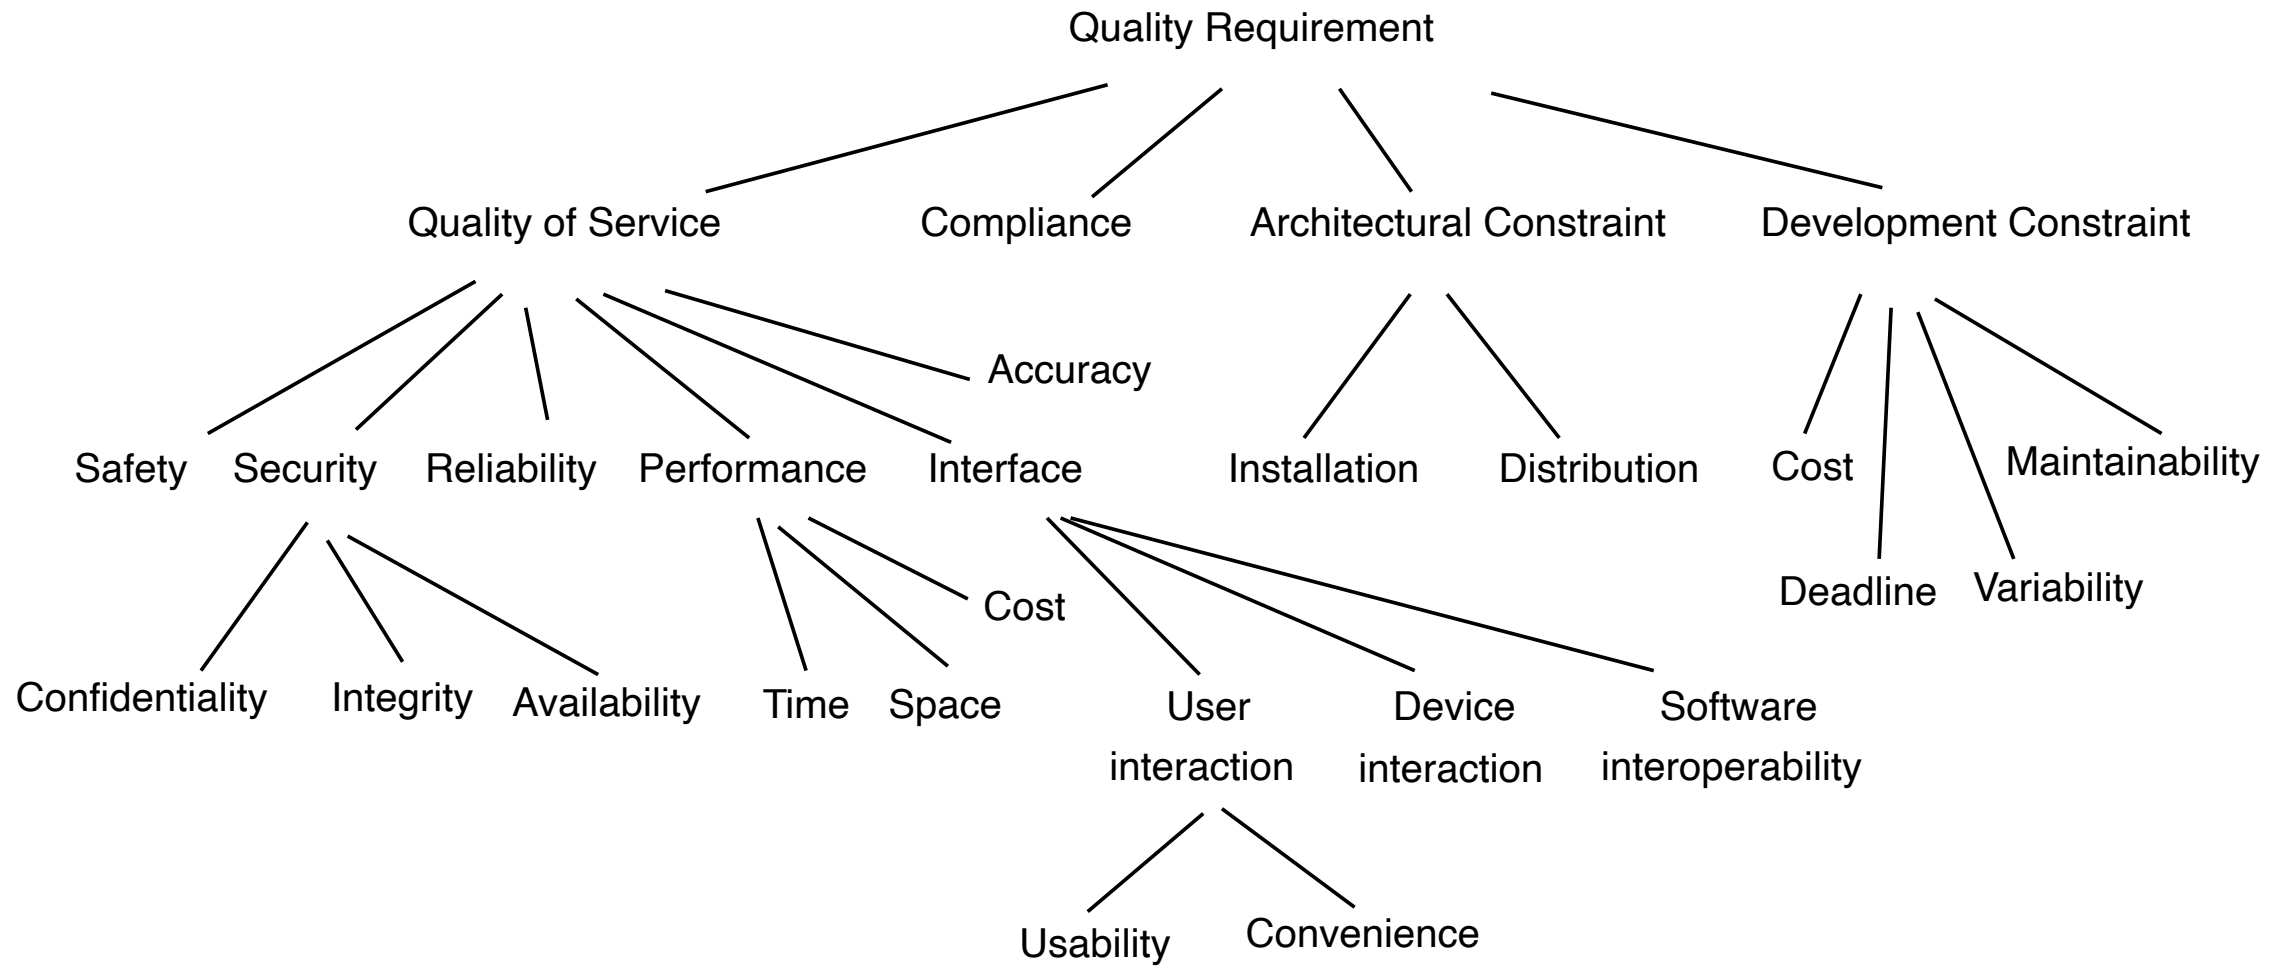 Quality Requirement
Quality of Service
Compliance
Architectural Constraint
Development Constraint
Accuracy
Safety
Security
Reliability
Performance
Interface
Installation
Distribution
Cost
Maintainability
Cost
Deadline
Variability
Confidentiality
Integrity
Availability
Time
Space
User
interaction
Device
interaction
Software
interoperability
Usability
Convenience